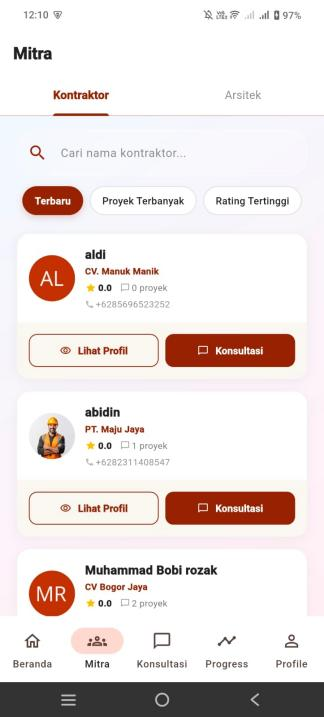 12:10
97%
Mitra
Kontraktor
Arsitek
Cari nama kontraktor...
Terbaru
Proyek Terbanyak
Rating Tertinggi
AL
aldi
CV. Manuk Manik
0.0 0 proyek
+6285696523252
Lihat Profil
Konsultasi
abidin
PT. Maju Jaya
0.0 1 proyek
+6282311408547
Lihat Profil
Konsultasi
MR
Muhammad Bobi rozak
CV Bogor Jaya
0.0 2 proyek
Beranda
Mitra
Konsultasi
Progress
Profile